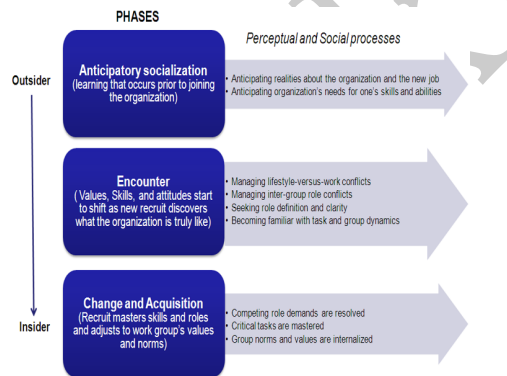 PHASES
Perceptual and Social processes
Outsider
Anticipatory socialization
(learning that occurs prior to joining
the organization)
• Anticipating realities about the organization and the new job
• Anticipating organization's needs for one's skills and abilities
Encounter
( Values, Skills, and attitudes start
to shift as new recruit discovers
what the organization is truly like)
• Managing lifestyle-versus-work conflicts
• Managing inter-group role conflicts
• Seeking role definition and clarity
• Becoming familiar with task and group dynamics
Insider
Change and Acquisition
(Recruit masters skills and roles
and adjusts to work group's values
and norms)
• Competing role demands are resolved
• Critical tasks are mastered
• Group norms and values are internalized